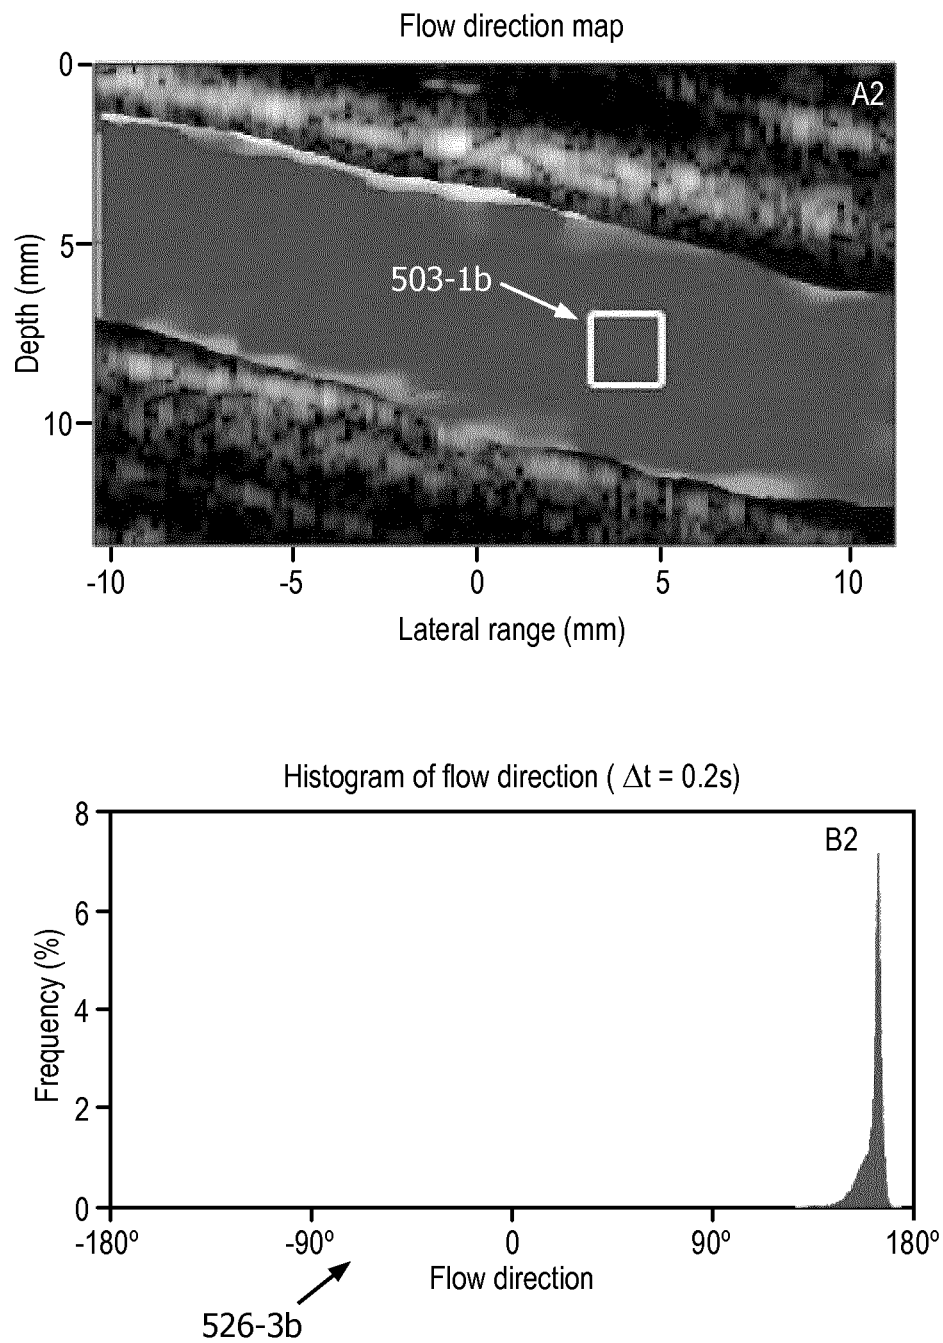 Flow direction map
A2
0
5
10
Depth (mm)
503-1b
-10 -5 0 5 10
Lateral range (mm)
Histogram of flow direction ( Δt = 0.2s)
B2
8
6
4
2
0
Frequency (%)
-180º -90º 0 90º 180º
Flow direction
526-3b